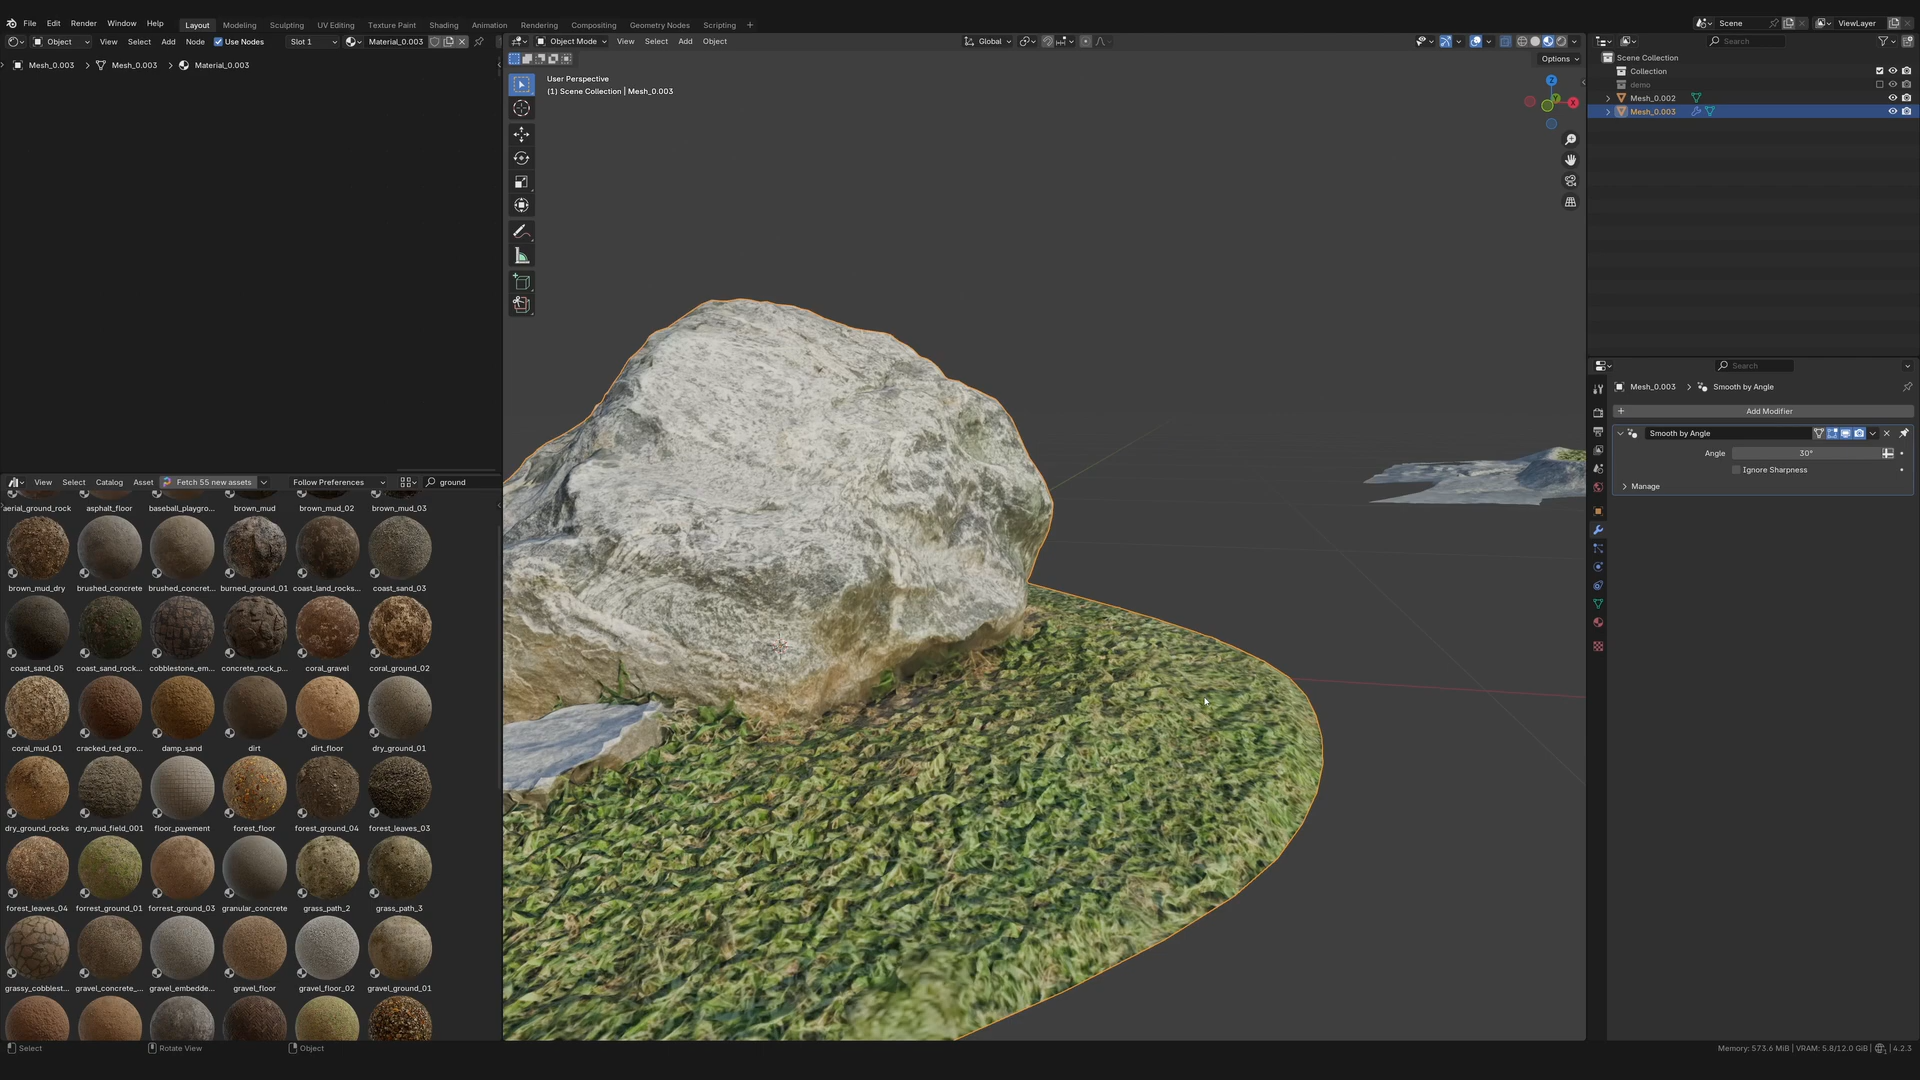 File Edit Render Window Help Layout Modeling Sculpting UV Editing Texture Paint Shading Animation Rendering Compositing Geometry Nodes Scripting + Scene ViewLayer
Object View Select Add Node Use Nodes Slot 1 Material_0.003
Object Mode View Select Add Object Global
Search
Mesh_0.003 > Mesh_0.003 > Material_0.003
Options
User Perspective
(1) Scene Collection | Mesh_0.003
Z
Y
X
Scene Collection
Collection
demo
Mesh_0.002
Mesh_0.003
Search
Mesh_0.003 > Smooth by Angle
+ Add Modifier
Smooth by Angle
Angle 30°
Ignore Sharpness
Manage
View Select Catalog Asset Fetch 55 new assets Follow Preferences ground
aerial_ground_rock asphalt_floor baseball_playgro... brown_mud brown_mud_02 brown_mud_03
brown_mud_dry brushed_concrete brushed_concret... burned_ground_01 coast_land_rocks... coast_sand_03
coast_sand_05 coast_sand_rock... cobblestone_em... concrete_rock_p... coral_gravel coral_ground_02
coral_mud_01 cracked_red_gro... damp_sand dirt dirt_floor dry_ground_01
dry_ground_rocks dry_mud_field_001 floor_pavement forest_floor forest_ground_04 forest_leaves_03
forest_leaves_04 forrest_ground_01 forrest_ground_03 granular_concrete grass_path_2 grass_path_3
grassy_cobblest... gravel_concrete_... gravel_embedde... gravel_floor gravel_floor_02 gravel_ground_01
Select Rotate View Object
Memory: 573.6 MiB | VRAM: 5.8/12.0 GiB | 4.2.3